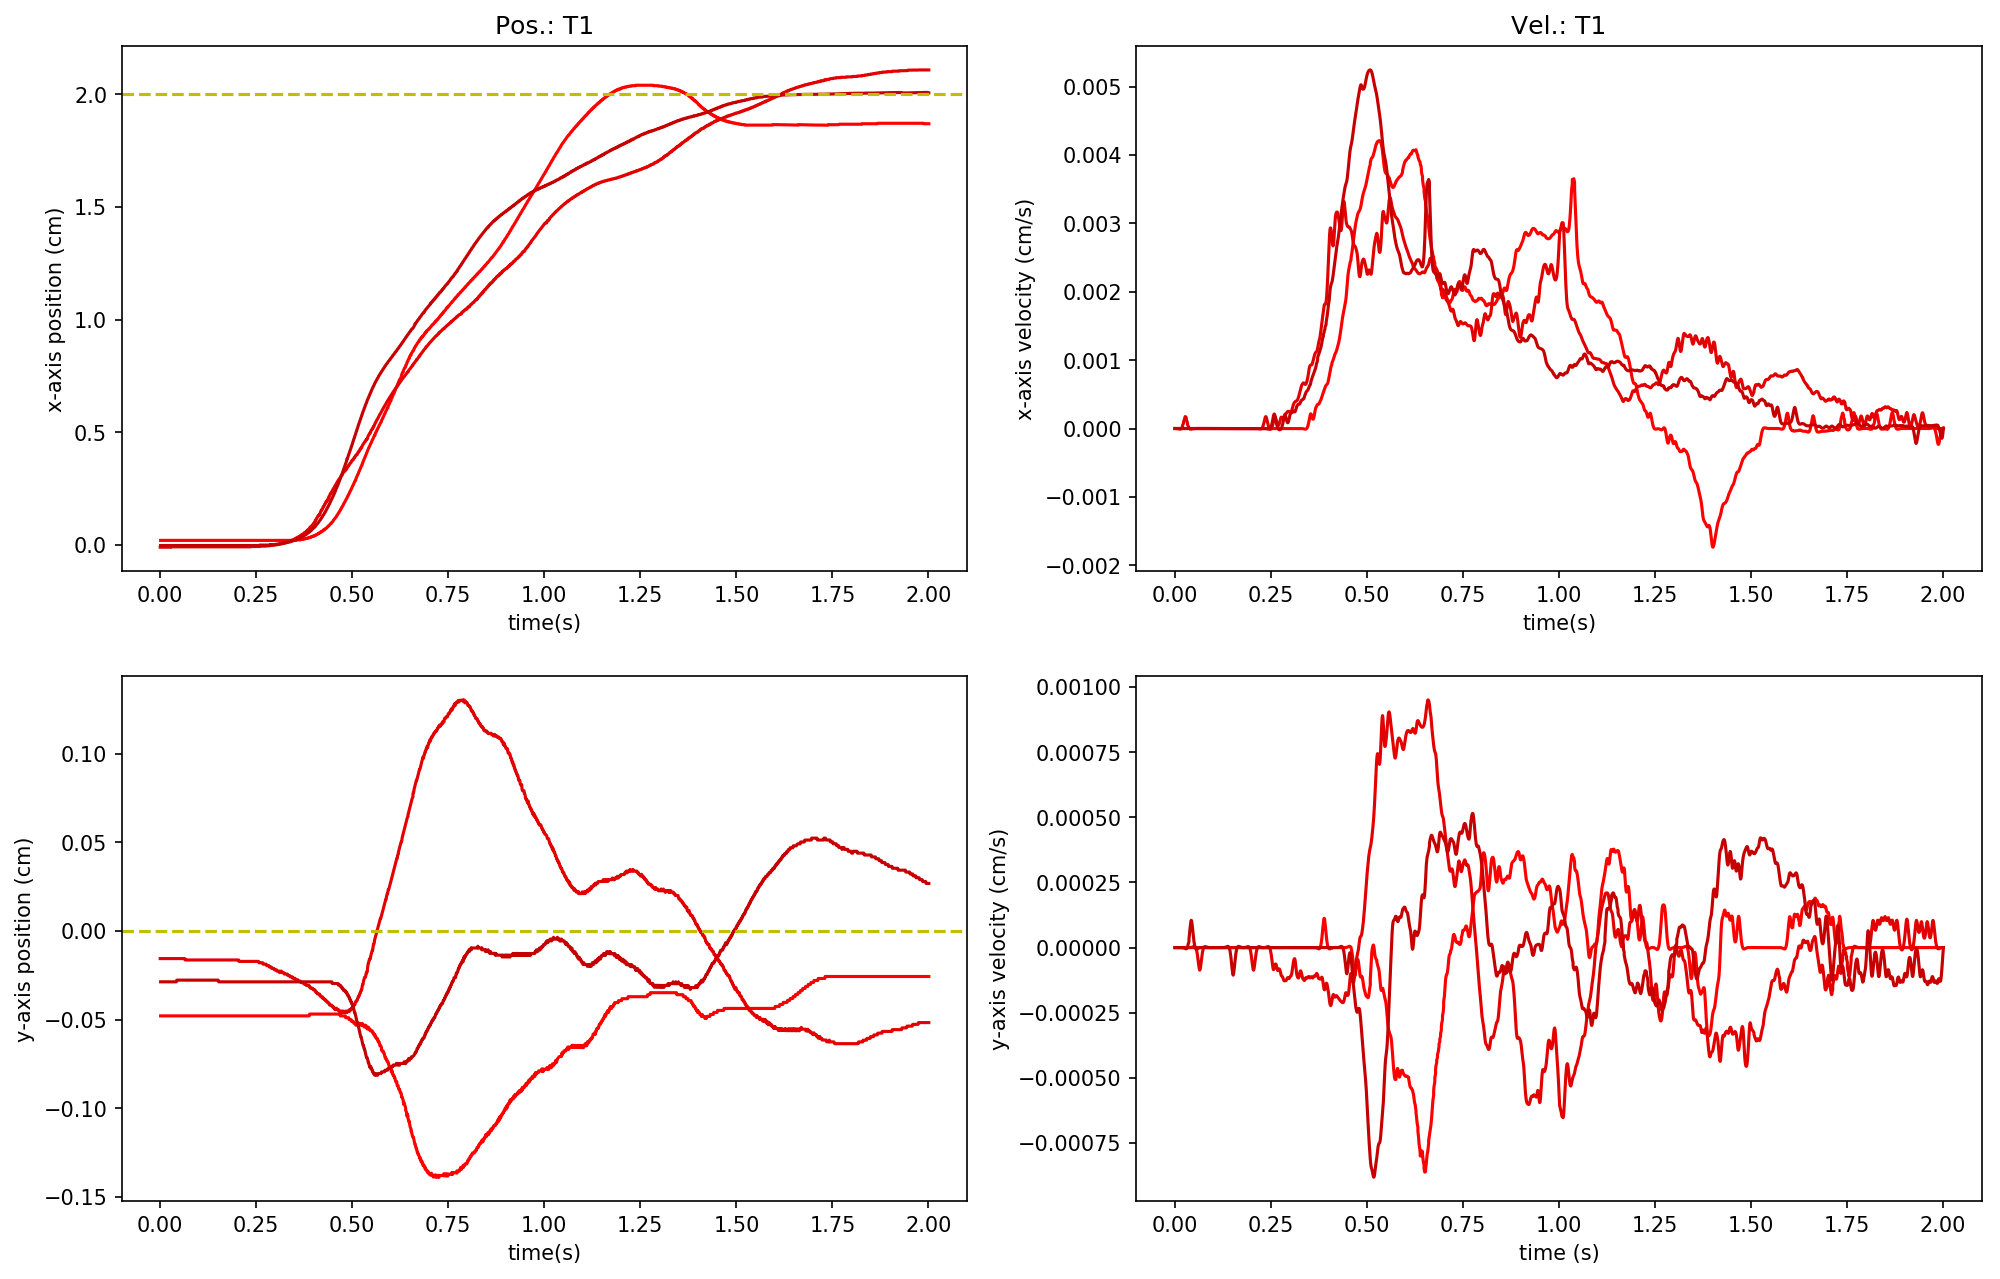 Pos.: T1
x-axis position (cm)
2.0
1.5
1.0
0.5
0.0
0.00 0.25 0.50 0.75 1.00 1.25 1.50 1.75 2.00
time(s)
Vel.: T1
x-axis velocity (cm/s)
0.005
0.004
0.003
0.002
0.001
0.000
−0.001
−0.002
0.00 0.25 0.50 0.75 1.00 1.25 1.50 1.75 2.00
time(s)
y-axis position (cm)
0.10
0.05
0.00
−0.05
−0.10
−0.15
0.00 0.25 0.50 0.75 1.00 1.25 1.50 1.75 2.00
time(s)
y-axis velocity (cm/s)
0.00100
0.00075
0.00050
0.00025
0.00000
−0.00025
−0.00050
−0.00075
0.00 0.25 0.50 0.75 1.00 1.25 1.50 1.75 2.00
time (s)